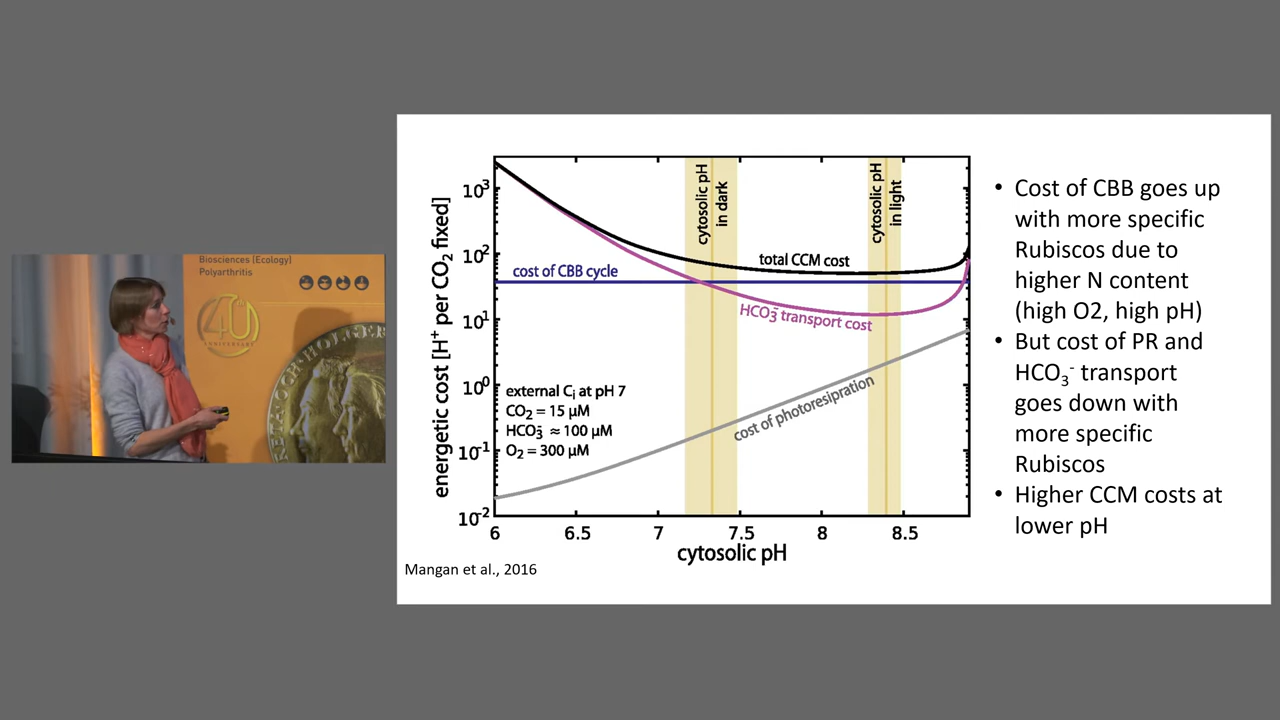 Biosciences [Ecology]
Polyarthritis
40th
ANNIVERSARY
10³
10²
10¹
10⁰
10⁻¹
10⁻²
energetic cost [H⁺ per CO₂ fixed]
cytosolic pH
in dark
cytosolic pH
in light
total CCM cost
cost of CBB cycle
HCO₃⁻ transport cost
external Cᵢ at pH 7
CO₂ = 15 µM
HCO₃⁻ ≈ 100 µM
O₂ = 300 µM
cost of photoresipration
6 6.5 7 7.5 8 8.5
cytosolic pH
Mangan et al., 2016
• Cost of CBB goes up
with more specific
Rubiscos due to
higher N content
(high O2, high pH)
• But cost of PR and
HCO₃⁻ transport
goes down with
more specific
Rubiscos
• Higher CCM costs at
lower pH